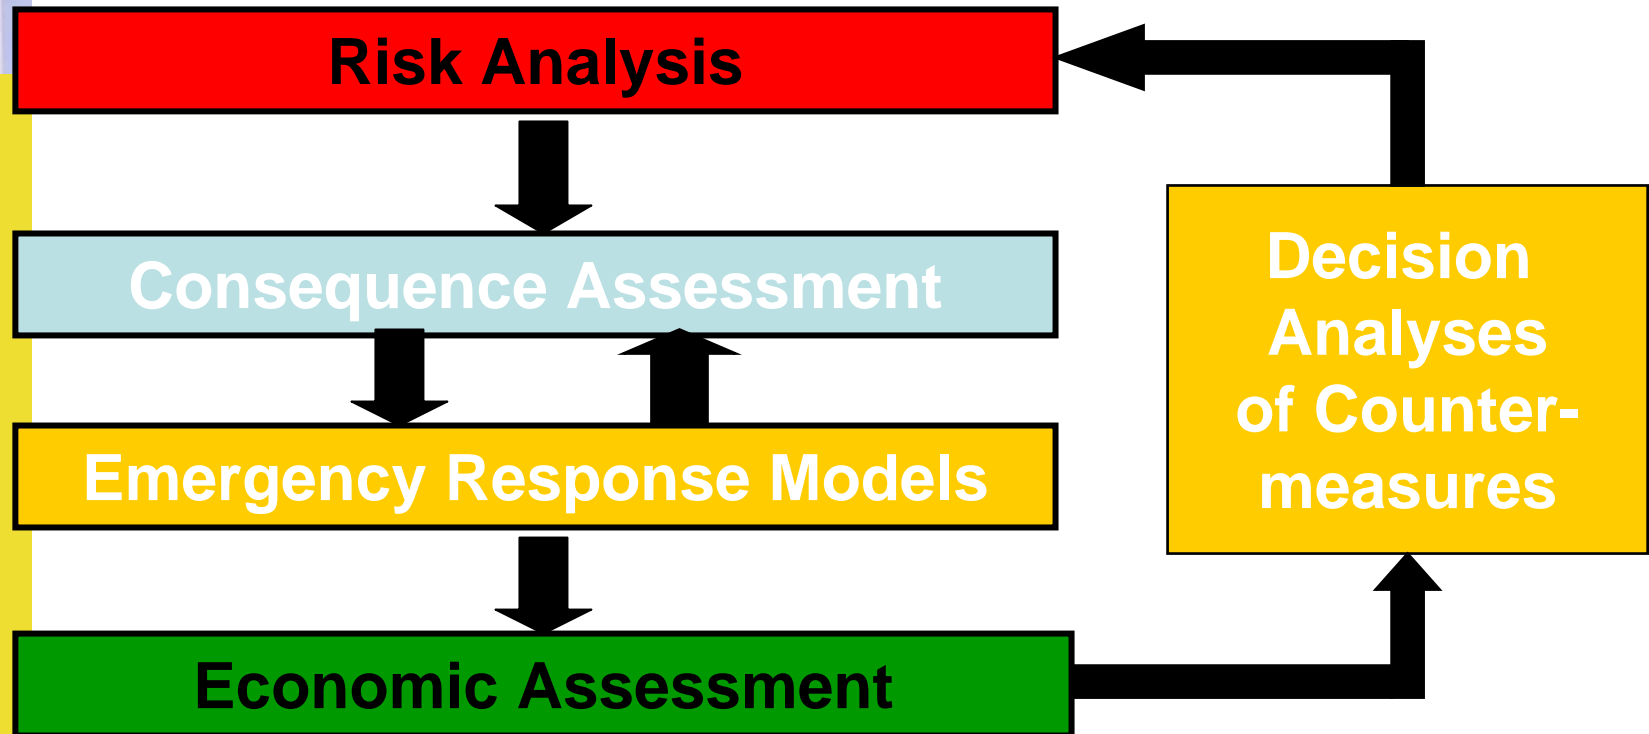 Risk Analysis
Consequence Assessment
Emergency Response Models
Economic Assessment
Decision
Analyses
of Counter-
measures